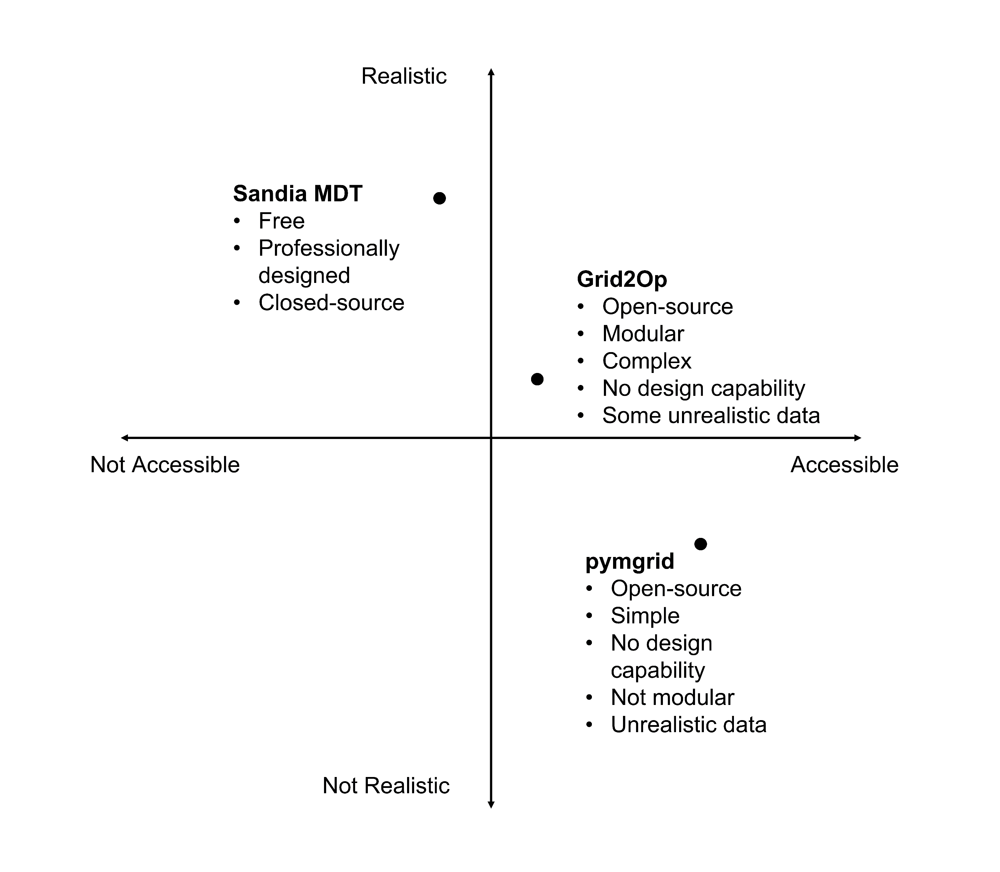 Realistic
Sandia MDT
• Free
• Professionally
designed
• Closed-source
Grid2Op
• Open-source
• Modular
• Complex
• No design capability
• Some unrealistic data
Not Accessible
Accessible
pymgrid
• Open-source
• Simple
• No design
capability
• Not modular
• Unrealistic data
Not Realistic